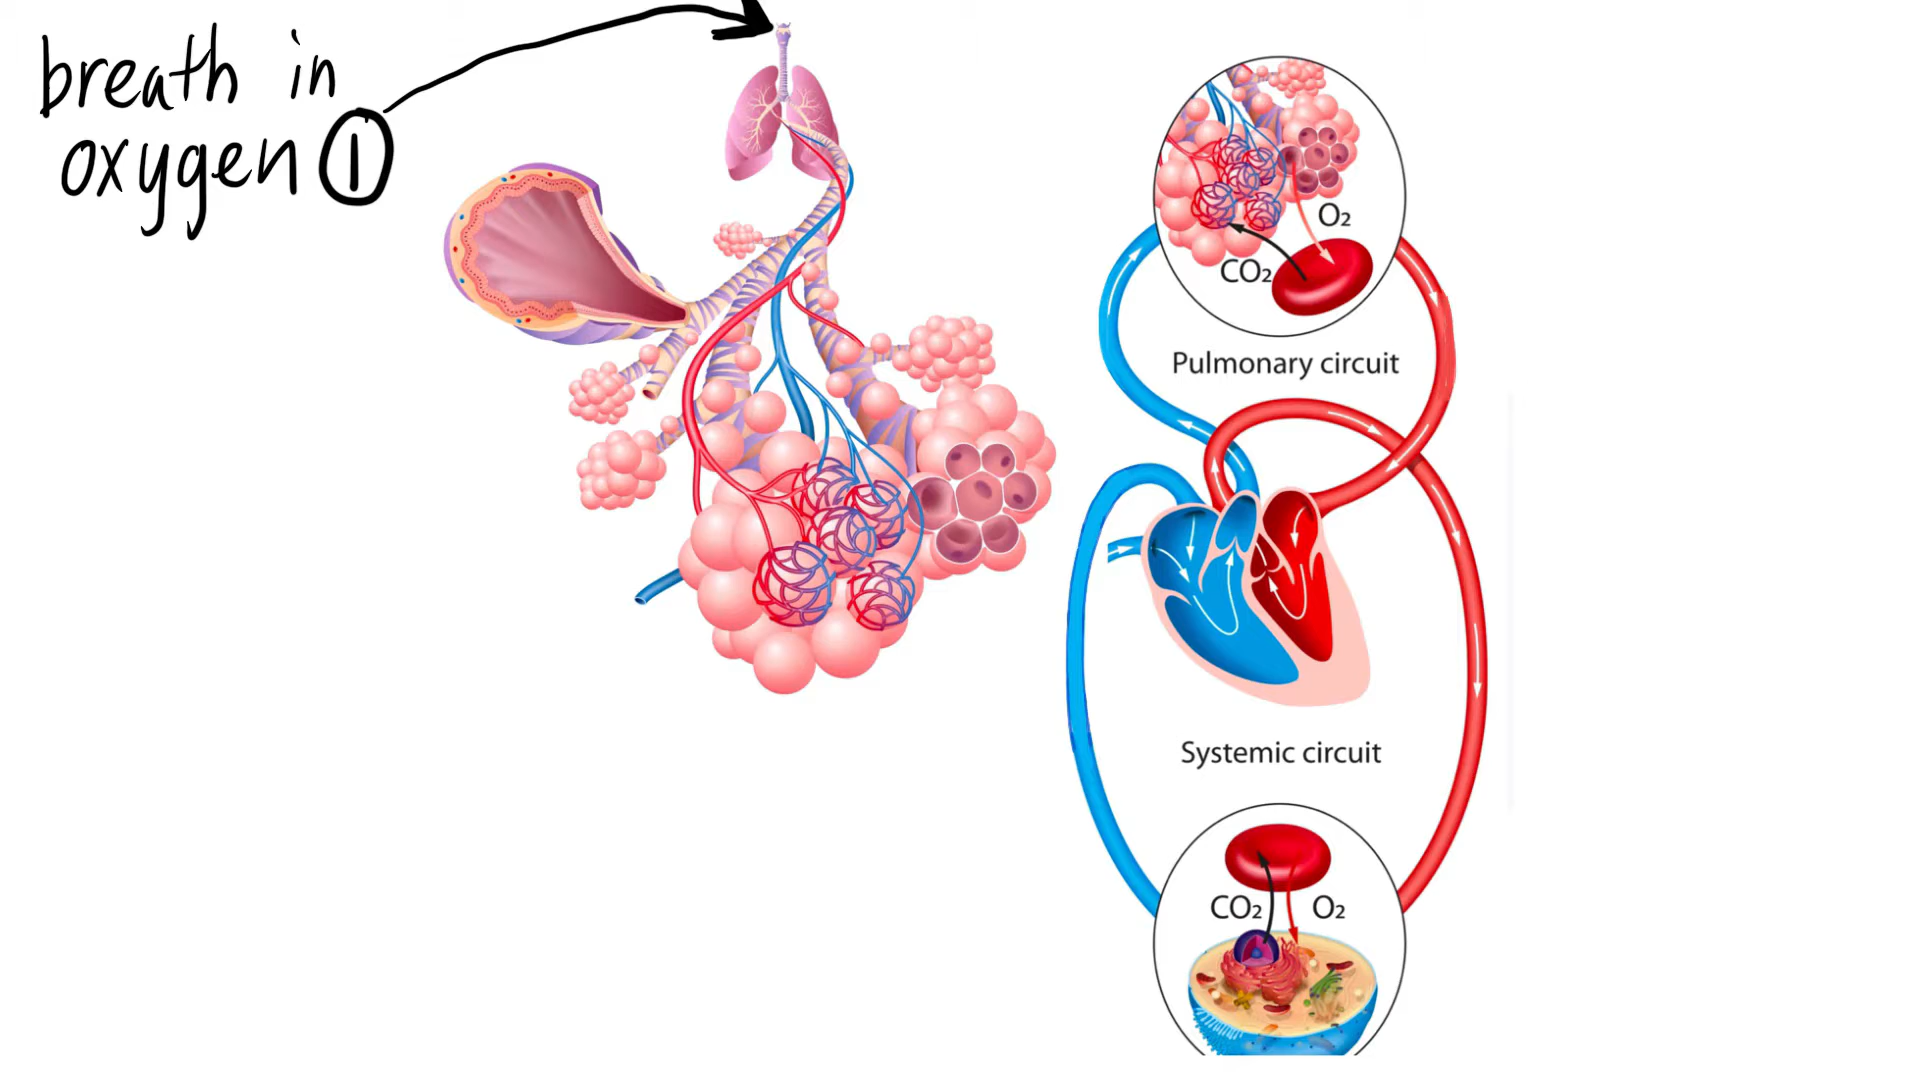 breath in
oxygen ①
O₂
CO₂
Pulmonary circuit
Systemic circuit
CO₂ O₂